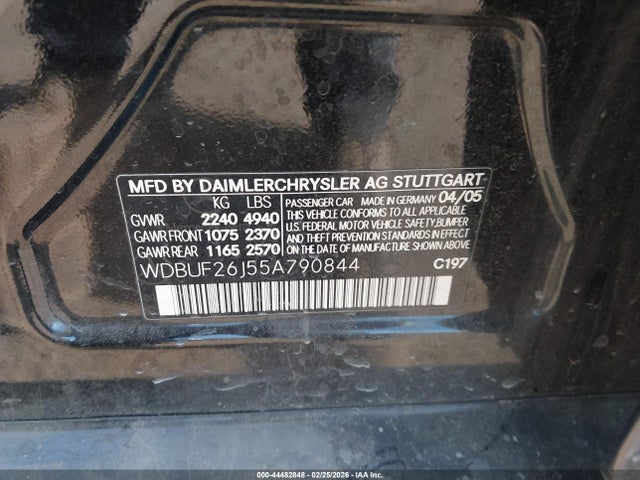 MFD BY DAIMLERCHRYSLER AG STUTTGART
KG LBS
GVWR 2240 4940
GAWR FRONT 1075 2370
GAWR REAR 1165 2570
PASSENGER CAR MADE IN GERMANY 04/05
THIS VEHICLE CONFORMS TO ALL APPLICABLE
U.S. FEDERAL MOTOR VEHICLE SAFETY, BUMPER
AND THEFT PREVENTION STANDARDS IN EFFECT
ON THE DATE OF MANUFACTURE SHOWN ABOVE.
WDBUF26J55A790844 C197
000-44482848 - 02/25/2026 - IAA Inc.